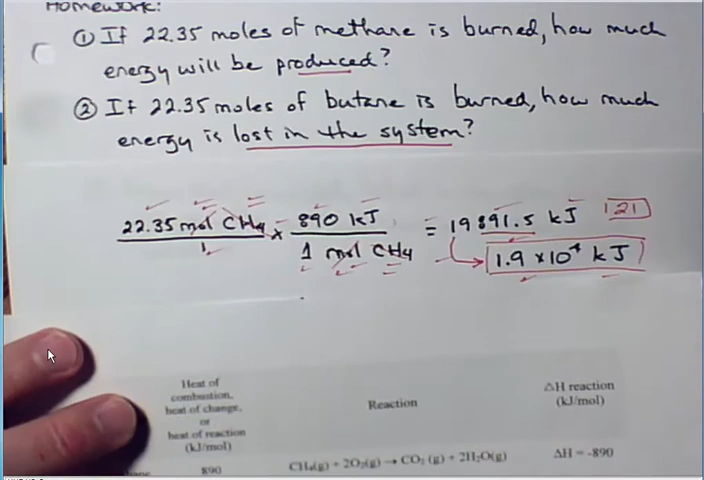 Homework:
① If 22.35 moles of methane is burned, how much
energy will be produced?
② If 22.35 moles of butane is burned, how much
energy is lost in the system?
22.35 mol CH4 × 890 kJ = 19891.5 kJ 121
1 1 mol CH4 1.9 × 10⁴ kJ
Heat of
combustion,
heat of change,
or
heat of reaction
(kJ/mol)
Reaction
ΔH reaction
(kJ/mol)
890 CH4(g) + 2O2(g) → CO2 (g) + 2H2O(g) ΔH = -890